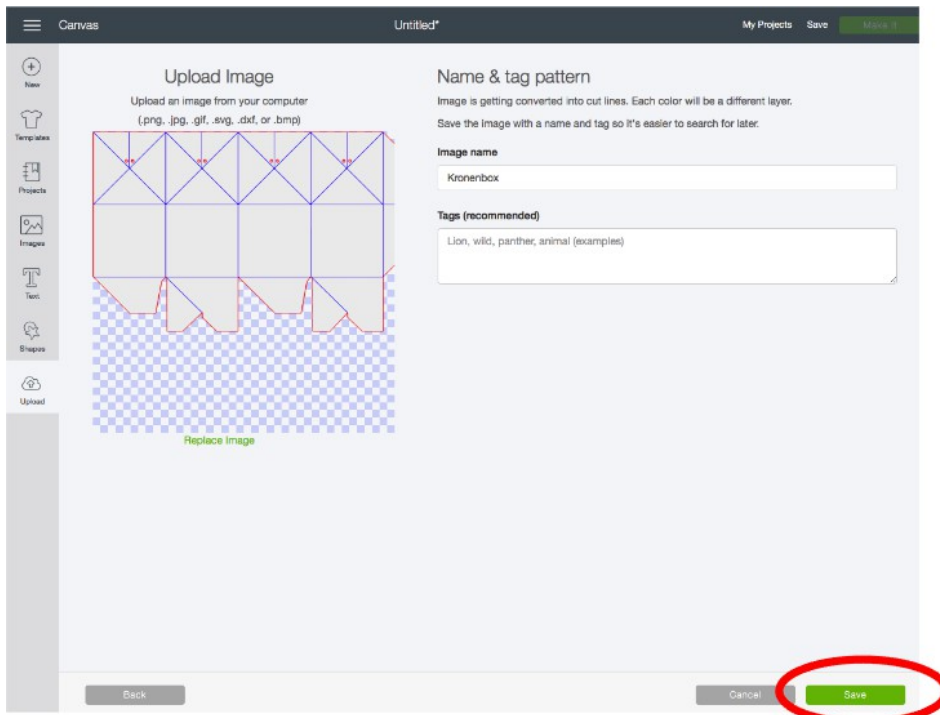 Canvas
Untitled*
My Projects Save Make It
New
Templates
Projects
Images
Text
Shapes
Upload
Upload Image
Upload an image from your computer
(.png, .jpg, .gif, .svg, .dxf, or .bmp)
Replace Image
Name & tag pattern
Image is getting converted into cut lines. Each color will be a different layer.
Save the image with a name and tag so it's easier to search for later.
Image name
Kronenbox
Tags (recommended)
Lion, wild, panther, animal (examples)
Back
Cancel
Save